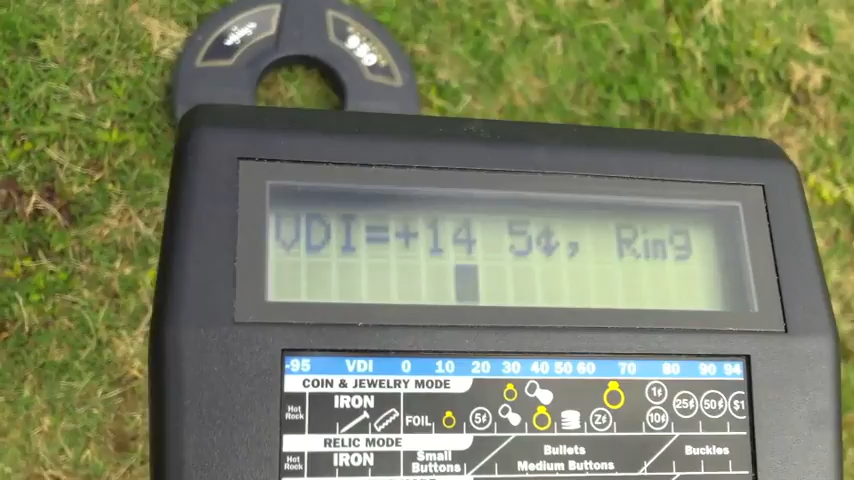 950
VDI=+14 5¢, Ring
-95 VDI 0 10 20 30 40 50 60 70 80 90 94
COIN & JEWELRY MODE
Hot Rock IRON FOIL 5¢ Z¢ 1¢ 10¢ 25¢ 50¢ $1
RELIC MODE
Hot Rock IRON Small Buttons Bullets Medium Buttons Buckles